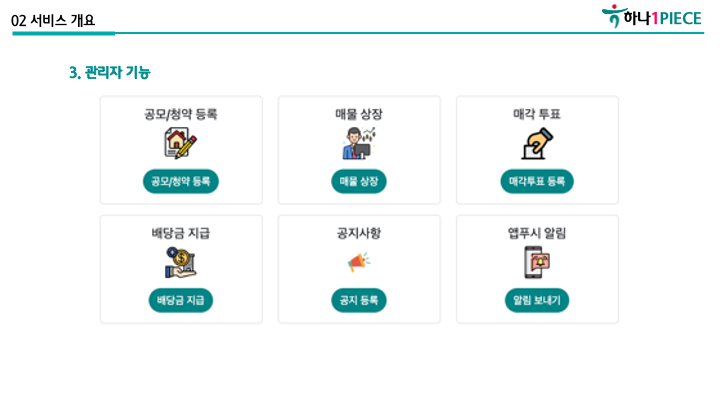 02 서비스 개요
하나1PIECE
3. 관리자 기능
공모/청약 등록
매물 상장
매각 투표
공모/청약 등록
매물 상장
매각투표 등록
배당금 지급
공지사항
앱푸시 알림
배당금 지급
공지 등록
알림 보내기